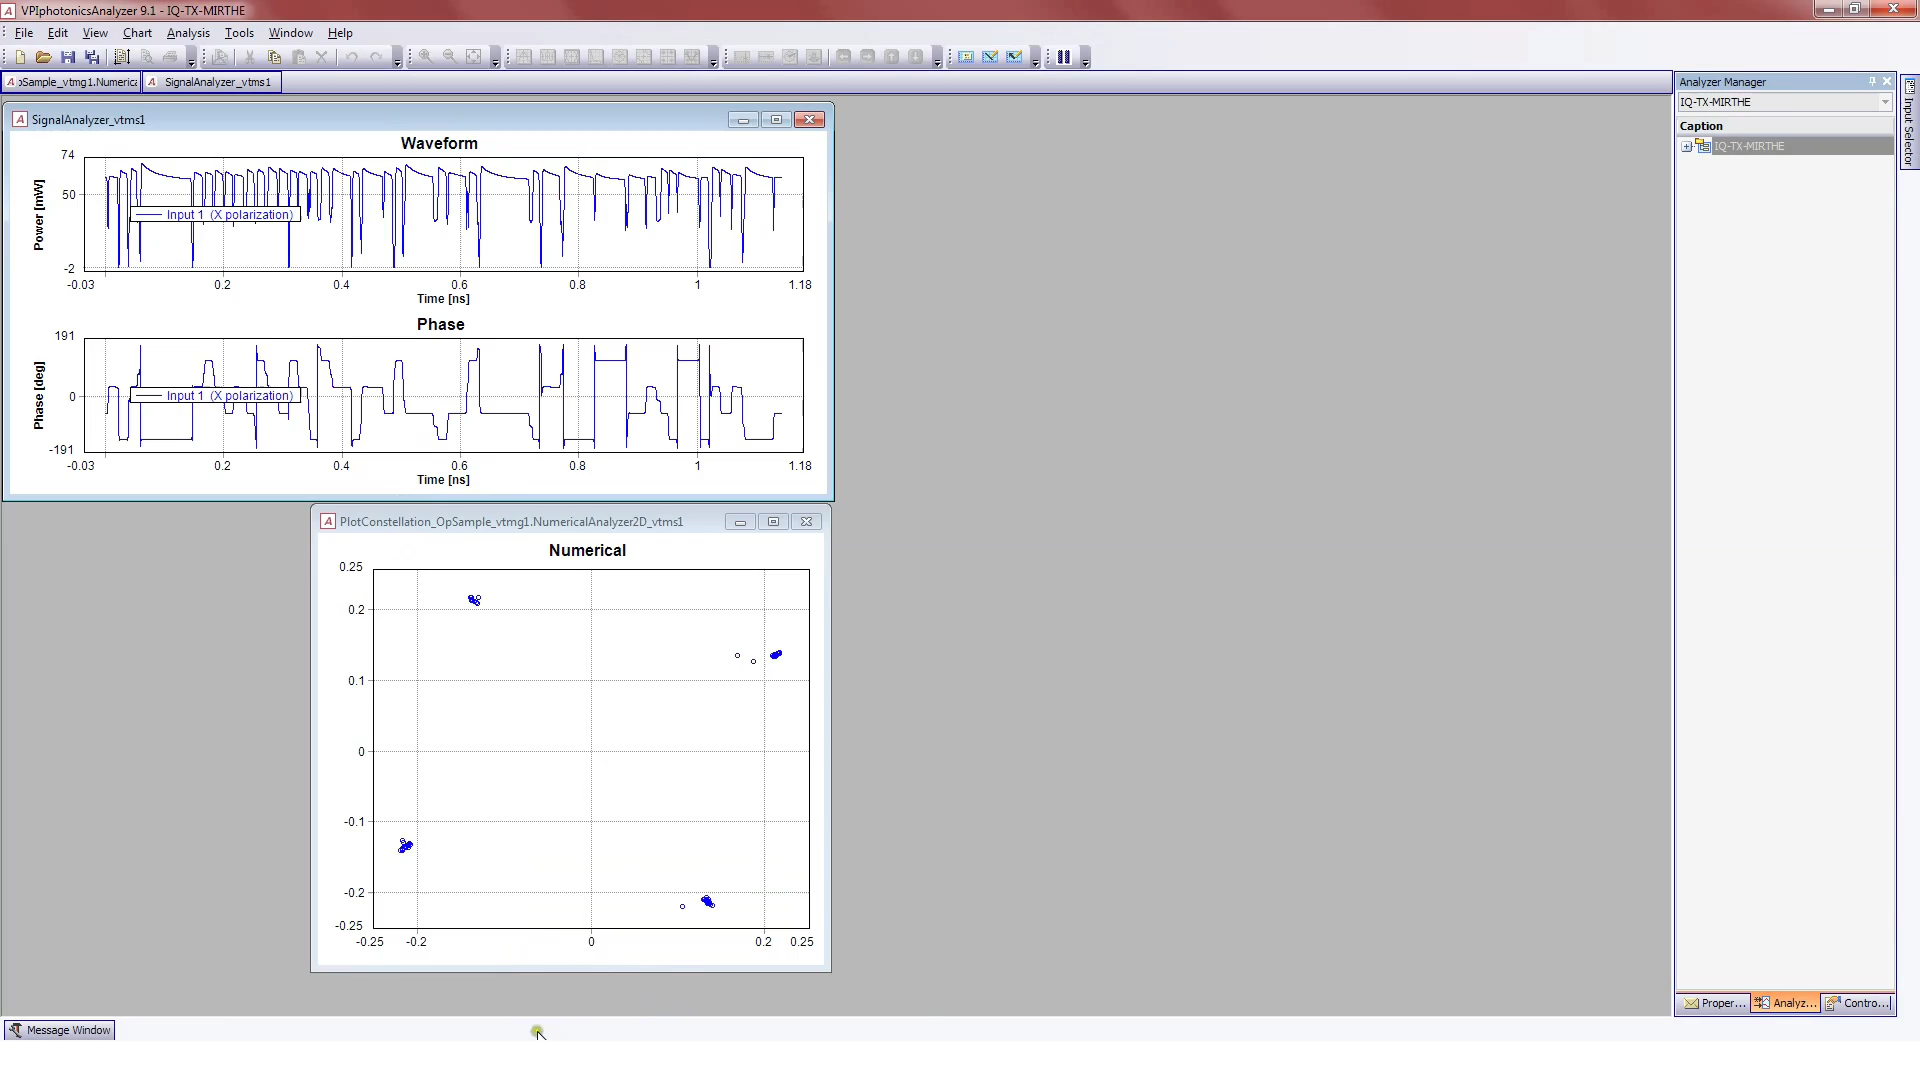 VPIphotonicsAnalyzer 9.1 - IQ-TX-MIRTHE
File Edit View Chart Analysis Tools Window Help
pSample_vtmg1.Numerica SignalAnalyzer_vtms1
Analyzer Manager
IQ-TX-MIRTHE
Caption
IQ-TX-MIRTHE
Input Selector
SignalAnalyzer_vtms1
Waveform
74
50
-2
Power [mW]
Input 1 (X polarization)
-0.03 0.2 0.4 0.6 0.8 1 1.18
Time [ns]
Phase
191
0
-191
Phase [deg]
Input 1 (X polarization)
-0.03 0.2 0.4 0.6 0.8 1 1.18
Time [ns]
PlotConstellation_OpSample_vtmg1.NumericalAnalyzer2D_vtms1
Numerical
0.25
0.2
0.1
0
-0.1
-0.2
-0.25
-0.25 -0.2 0 0.2 0.25
Proper... Analyz... Contro...
Message Window